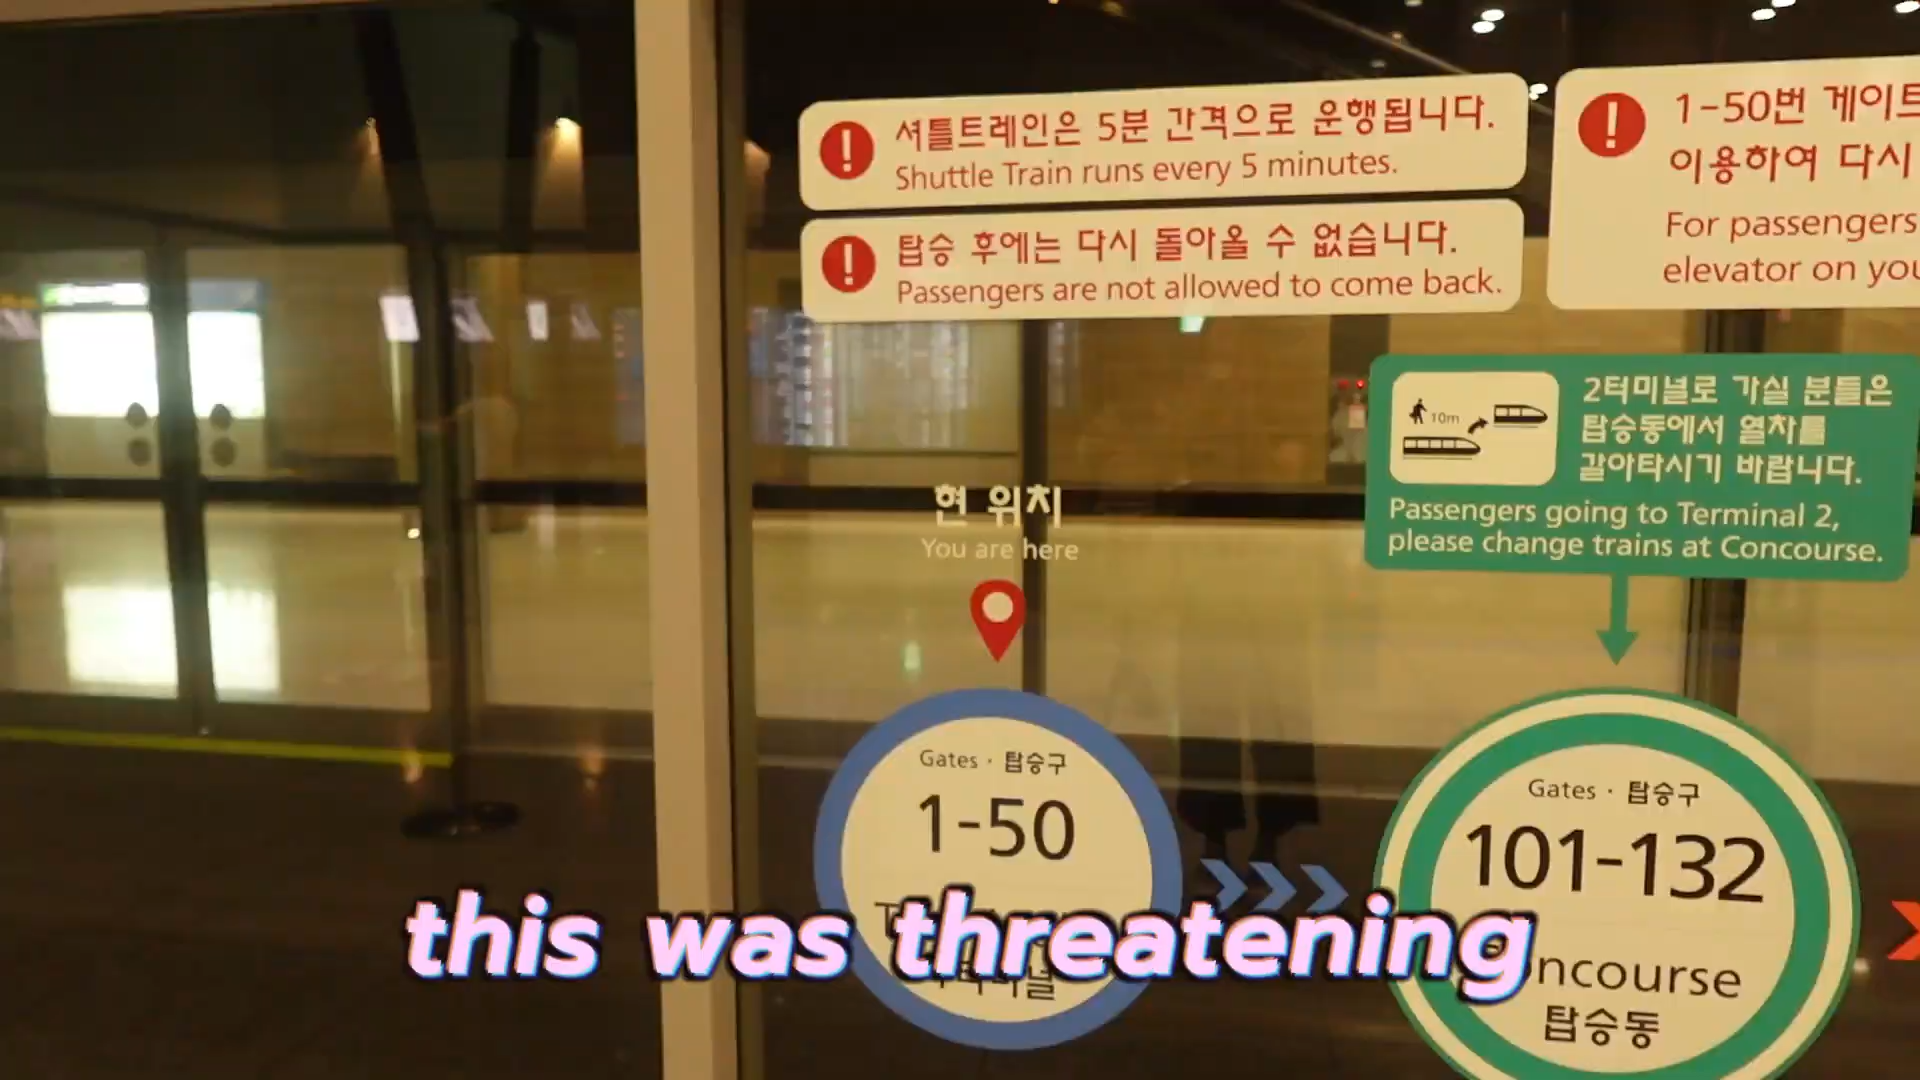 셔틀트레인은 5분 간격으로 운행됩니다.
Shuttle Train runs every 5 minutes.
탑승 후에는 다시 돌아올 수 없습니다.
Passengers are not allowed to come back.
1-50번
이용하여 다시
For passengers
elevator on
2터미널로 가실 분들은
탑승동에서 열차를
갈아타시기 바랍니다.
10m
Passengers going to Terminal 2,
please change trains at Concourse.
현 위치
You are here
Gates · 탑승구
1-50
Gates · 탑승구
101-132
탑승동
this was threatening